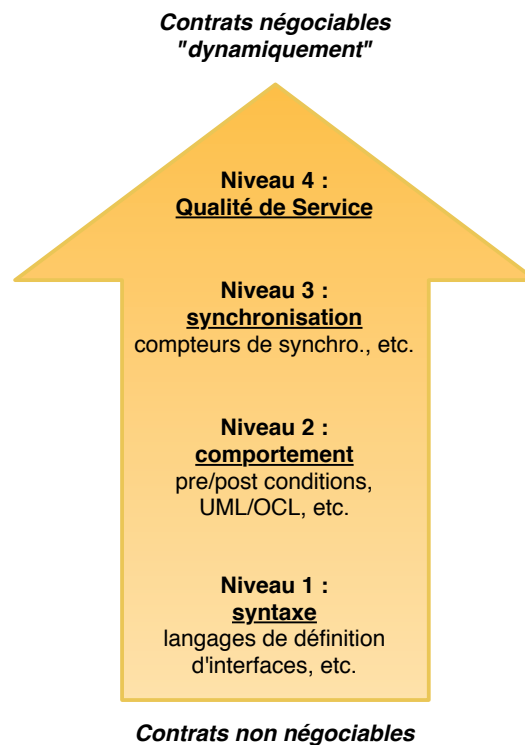 Contrats négociables
"dynamiquement"
Niveau 4 :
Qualité de Service
Niveau 3 :
synchronisation
compteurs de synchro., etc.
Niveau 2 :
comportement
pre/post conditions,
UML/OCL, etc.
Niveau 1 :
syntaxe
langages de définition
d'interfaces, etc.
Contrats non négociables